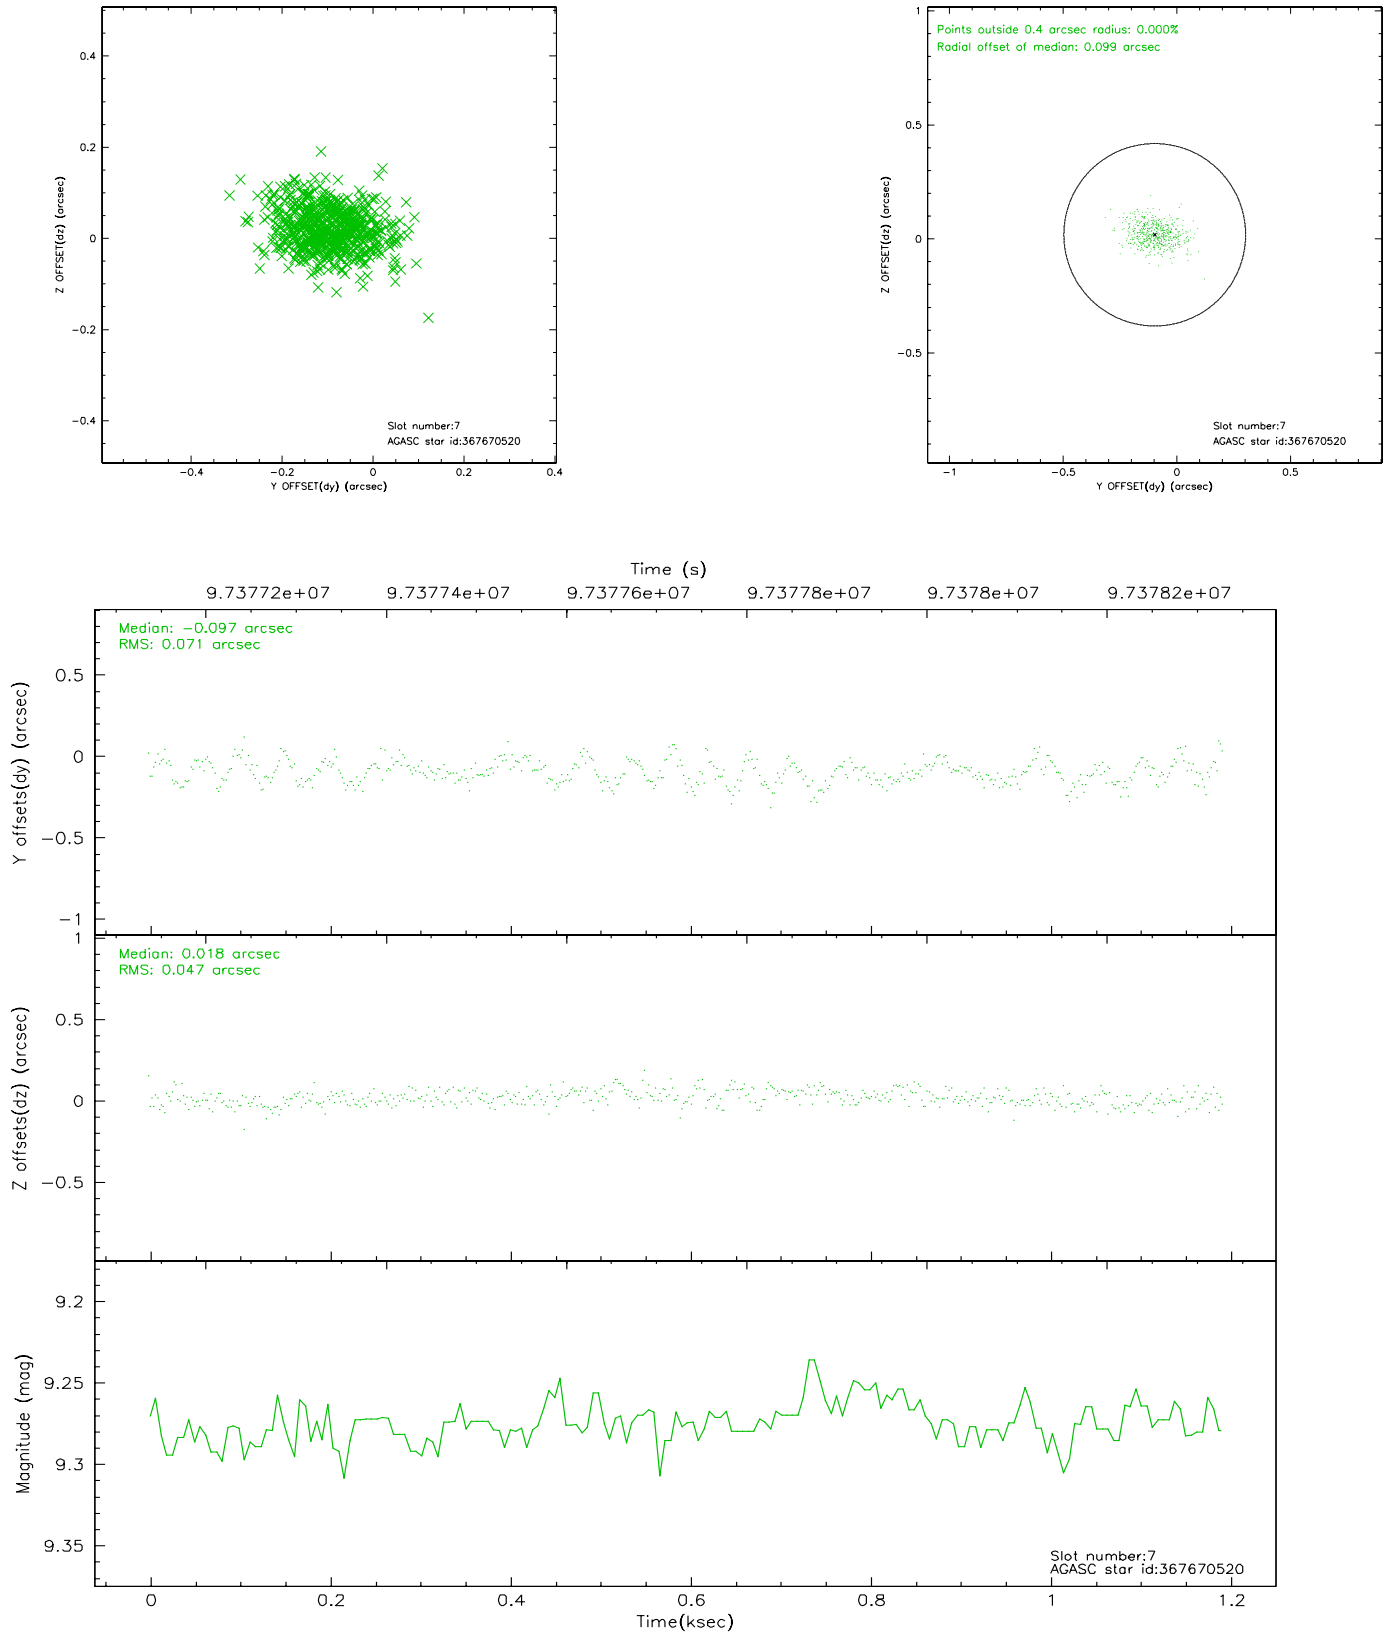 0.4
0.2
0
−0.2
−0.4
Z OFFSET(dz) (arcsec)
−0.4
−0.2
0
0.2
0.4
Y OFFSET(dy) (arcsec)
Slot number:7
AGASC star id:367670520
Points outside 0.4 arcsec radius: 0.000%
Radial offset of median: 0.099 arcsec
1
0.5
0
−0.5
Z OFFSET(dz) (arcsec)
−1
−0.5
0
0.5
Y OFFSET(dy) (arcsec)
Slot number:7
AGASC star id:367670520
Time (s)
9.73772e+07
9.73774e+07
9.73776e+07
9.73778e+07
9.7378e+07
9.73782e+07
Median: −0.097 arcsec
RMS: 0.071 arcsec
0.5
0
−0.5
−1
Y offsets(dy) (arcsec)
Median: 0.018 arcsec
RMS: 0.047 arcsec
1
0.5
0
−0.5
Z offsets(dz) (arcsec)
9.2
9.25
9.3
9.35
Magnitude (mag)
Slot number:7
AGASC star id:367670520
0
0.2
0.4
0.6
0.8
1
1.2
Time(ksec)